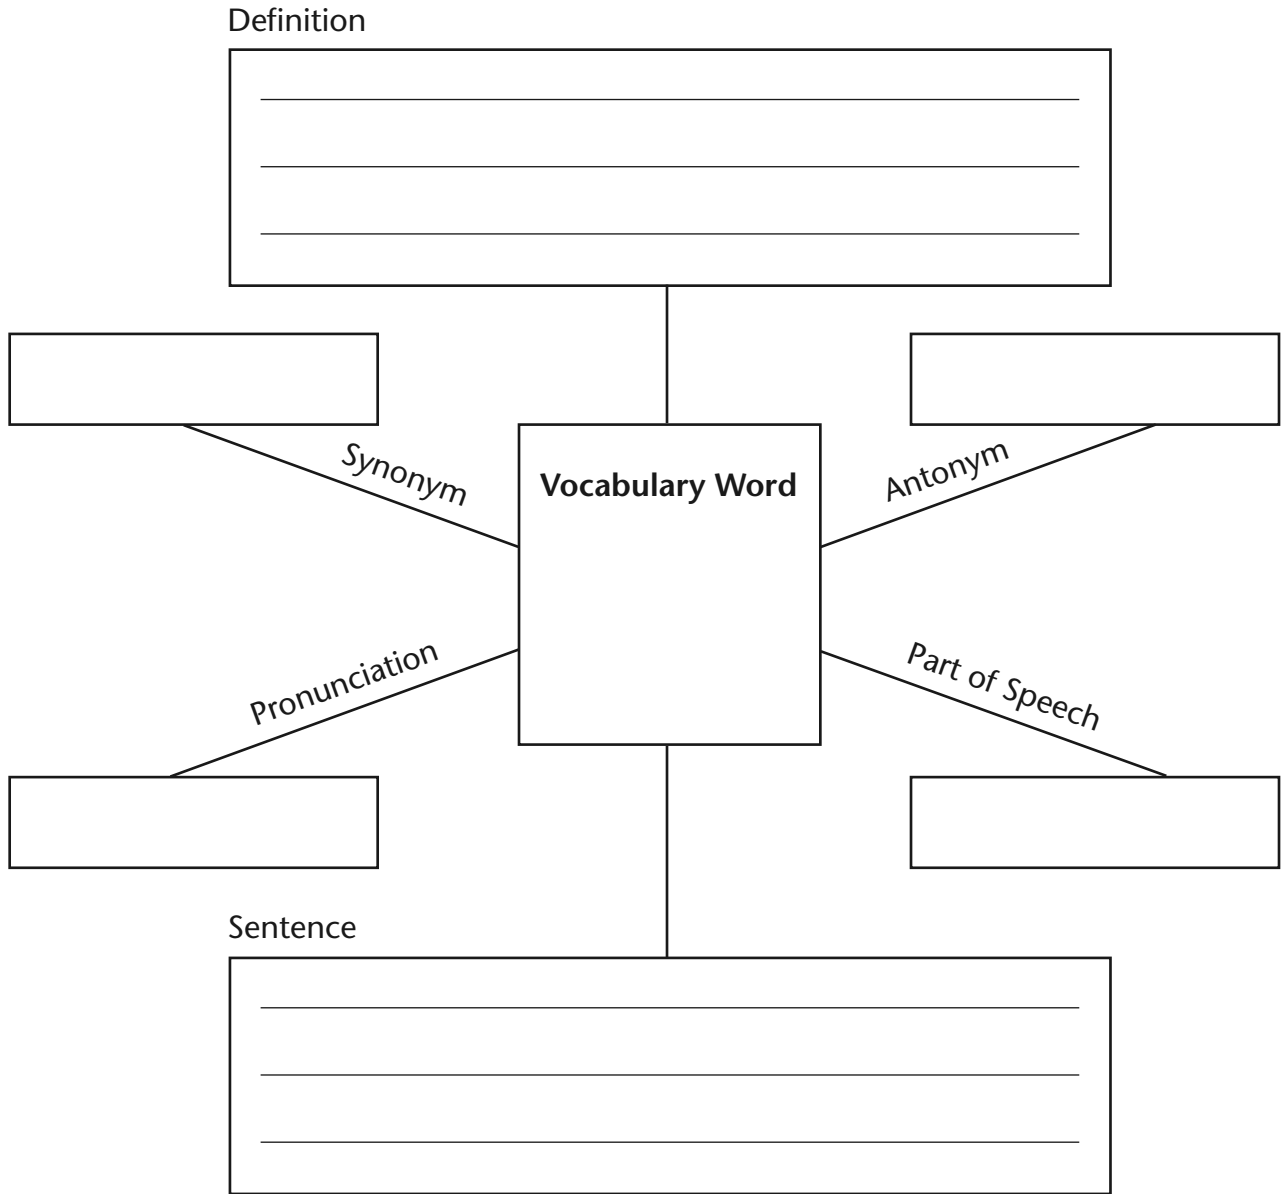 Definition
Synonym
Antonym
Vocabulary Word
Pronunciation
Part of Speech
Sentence